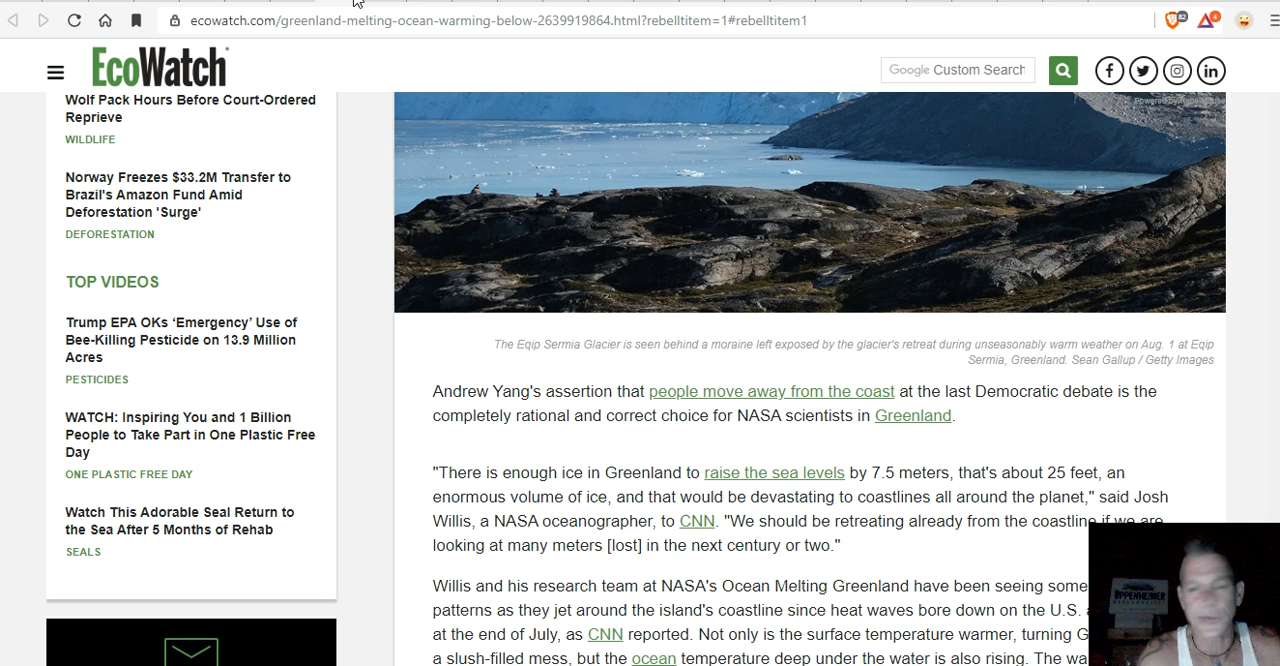 ecowatch.com/greenland-melting-ocean-warming-below-2639919864.html?rebelltitem=1#rebelltitem1
82
4
EcoWatch
Google Custom Search
Wolf Pack Hours Before Court-Ordered
Reprieve
WILDLIFE
Norway Freezes $33.2M Transfer to
Brazil's Amazon Fund Amid
Deforestation 'Surge'
DEFORESTATION
TOP VIDEOS
Trump EPA OKs ‘Emergency’ Use of
Bee-Killing Pesticide on 13.9 Million
Acres
PESTICIDES
WATCH: Inspiring You and 1 Billion
People to Take Part in One Plastic Free
Day
ONE PLASTIC FREE DAY
Watch This Adorable Seal Return to
the Sea After 5 Months of Rehab
SEALS
The Eqip Sermia Glacier is seen behind a moraine left exposed by the glacier's retreat during unseasonably warm weather on Aug. 1 at Eqip
Sermia, Greenland. Sean Gallup / Getty Images
Andrew Yang's assertion that people move away from the coast at the last Democratic debate is the
completely rational and correct choice for NASA scientists in Greenland.
"There is enough ice in Greenland to raise the sea levels by 7.5 meters, that's about 25 feet, an
enormous volume of ice, and that would be devastating to coastlines all around the planet," said Josh
Willis, a NASA oceanographer, to CNN. "We should be retreating already from the coastline if we are
looking at many meters [lost] in the next century or two."
Willis and his research team at NASA's Ocean Melting Greenland have been seeing some
patterns as they jet around the island's coastline since heat waves bore down on the U.S.
at the end of July, as CNN reported. Not only is the surface temperature warmer, turning G
a slush-filled mess, but the ocean temperature deep under the water is also rising. The wa